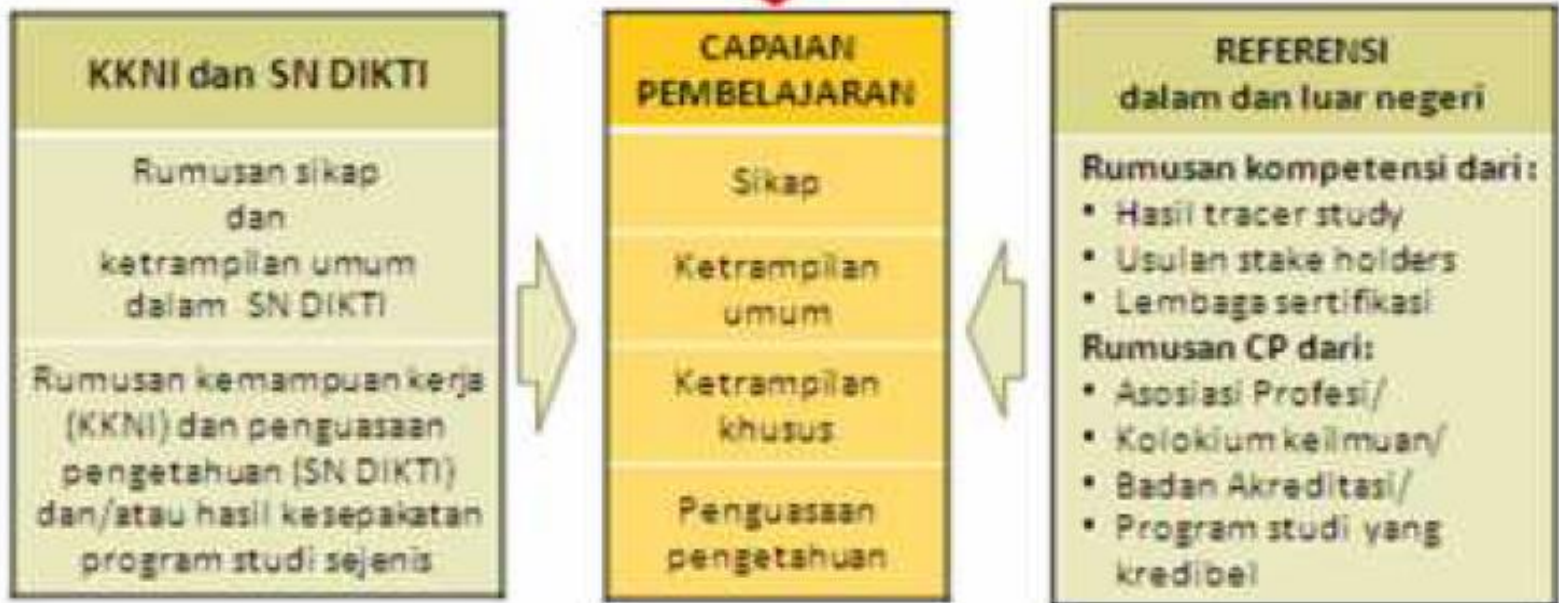 KKNI dan SN DIKTI
Rumusan sikap
dan
ketrampilan umum
dalam SN DIKTI
Rumusan kemampuan kerja
(KKNI) dan penguasaan
pengetahuan (SN DIKTI)
dan/atau hasil kesepakatan
program studi sejenis
CAPAIAN
PEMBELAJARAN
Sikap
Ketrampilan
umum
Ketrampilan
khusus
Penguasaan
pengetahuan
REFERENSI
dalam dan luar negeri
Rumusan kompetensi dari:
• Hasil tracer study
• Usulan stake holders
• Lembaga sertifikasi
Rumusan CP dari:
• Asosiasi Profesi/
• Kolokium keilmuan/
• Badan Akreditasi/
• Program studi yang
kredibel